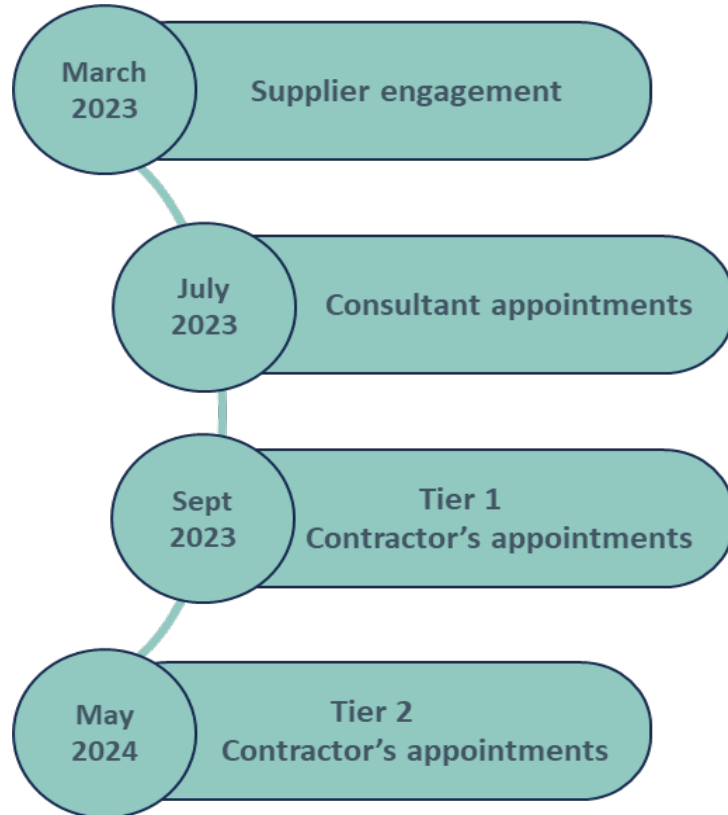 March
2023
Supplier engagement
July
2023
Consultant appointments
Sept
2023
Tier 1
Contractor’s appointments
May
2024
Tier 2
Contractor’s appointments